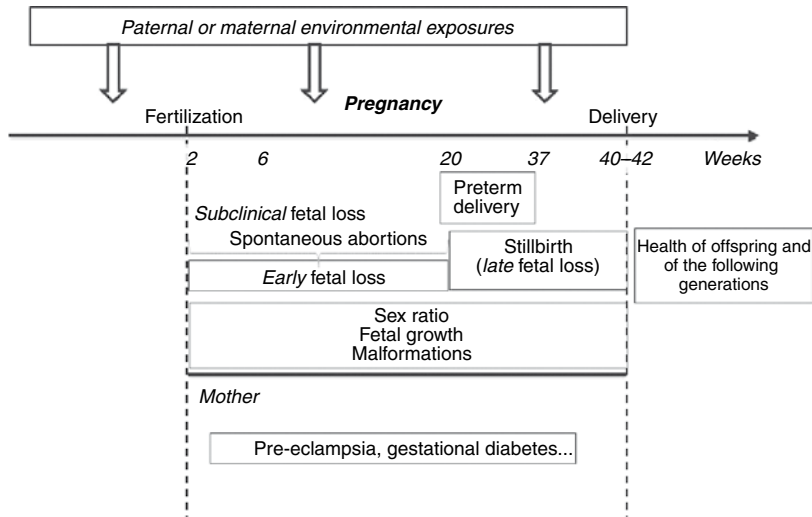 Paternal or maternal environmental exposures
Pregnancy
Fertilization
Delivery
2 6 20 37 40–42 Weeks
Preterm
delivery
Subclinical fetal loss
Spontaneous abortions
Early fetal loss
Stillbirth
(late fetal loss)
Health of offspring and
of the following
generations
Sex ratio
Fetal growth
Malformations
Mother
Pre-eclampsia, gestational diabetes...